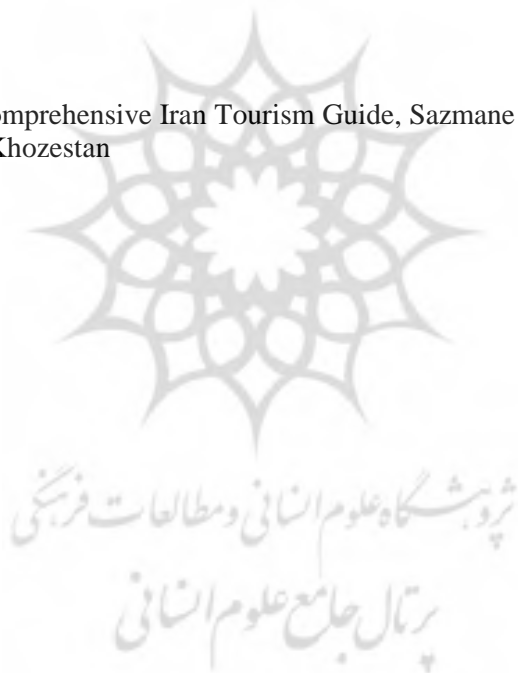 omprehensive Iran Tourism Guide, Sazmane
Khozestan
پژوهشگاه علوم انسانی و مطالعات فرهنگی
پرتال جامع علوم انسانی